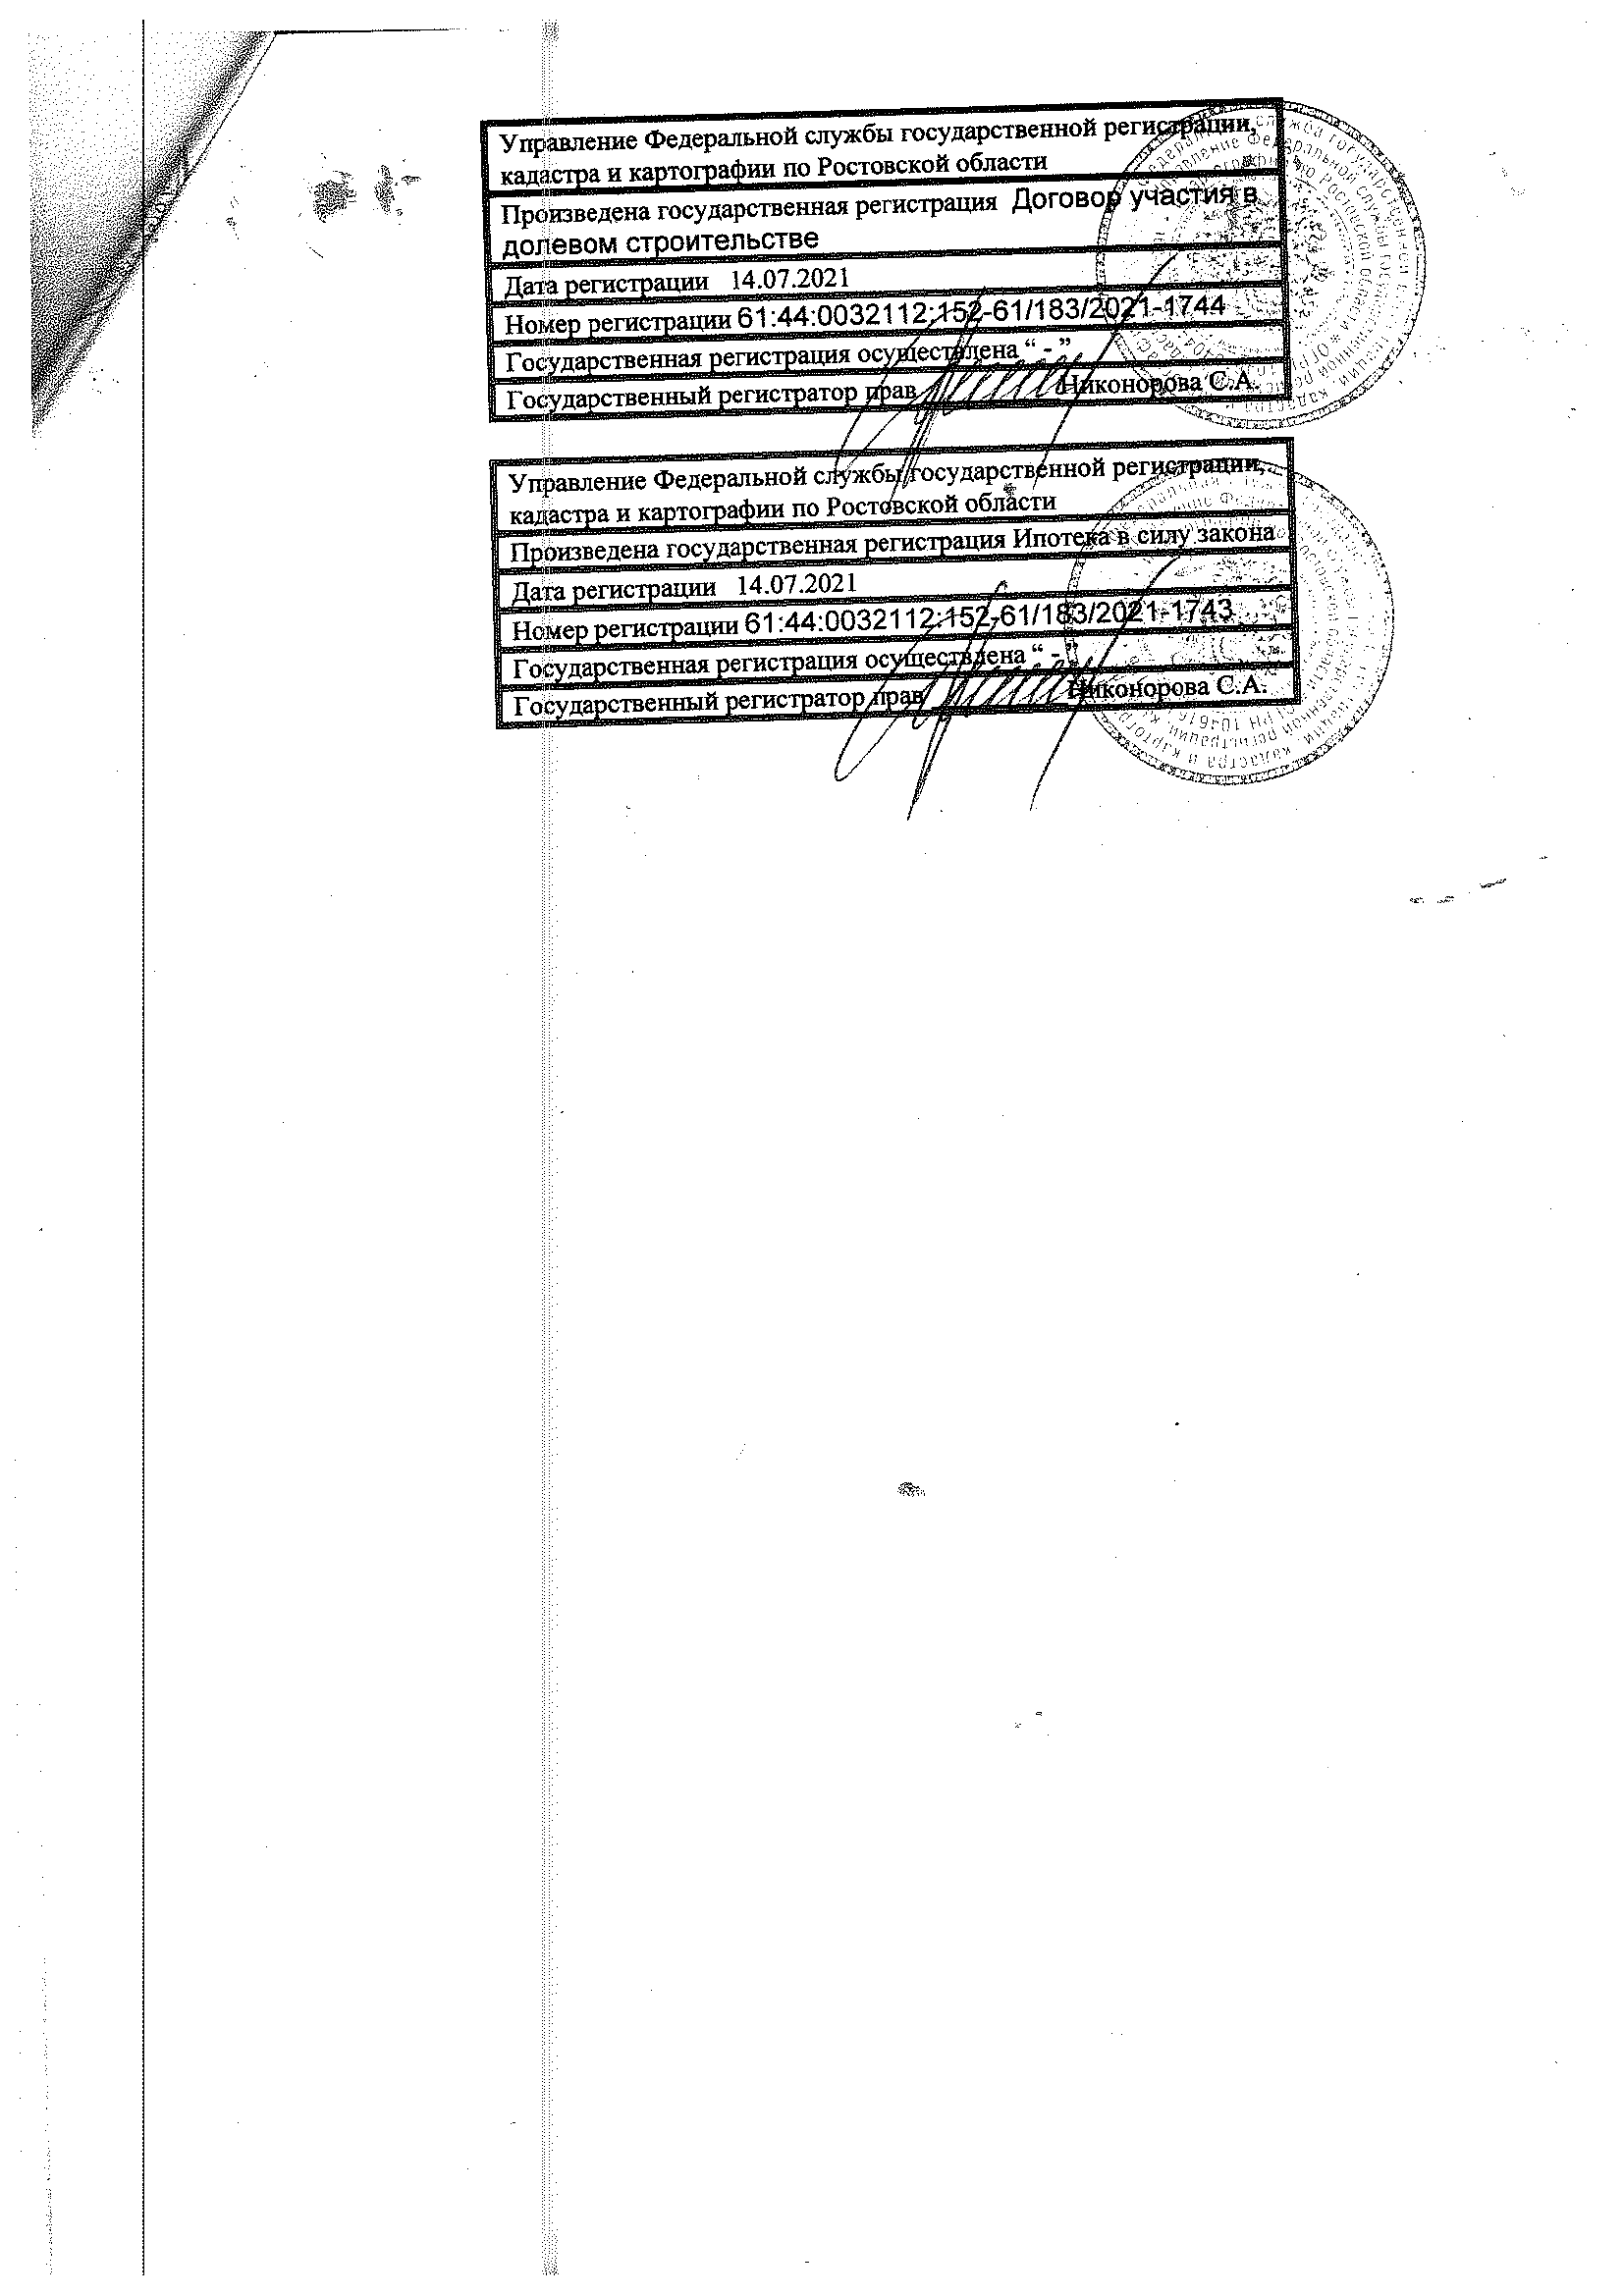 Управление Федеральной службы государственной регистрации,
кадастра и картографии по Ростовской области
Произведена государственная регистрация Договор участия в
долевом строительстве
Дата регистрации 14.07.2021
Номер регистрации 61:44:0032112:152-61/183/2021-1744
Государственная регистрация осуществлена “ - ”
Государственный регистратор прав Никонорова С.А.
Управление Федеральной службы государственной регистрации,
кадастра и картографии по Ростовской области
Произведена государственная регистрация Ипотека в силу закона
Дата регистрации 14.07.2021
Номер регистрации 61:44:0032112:152-61/183/2021-1743
Государственная регистрация осуществлена “ - ”
Государственный регистратор прав Никонорова С.А.